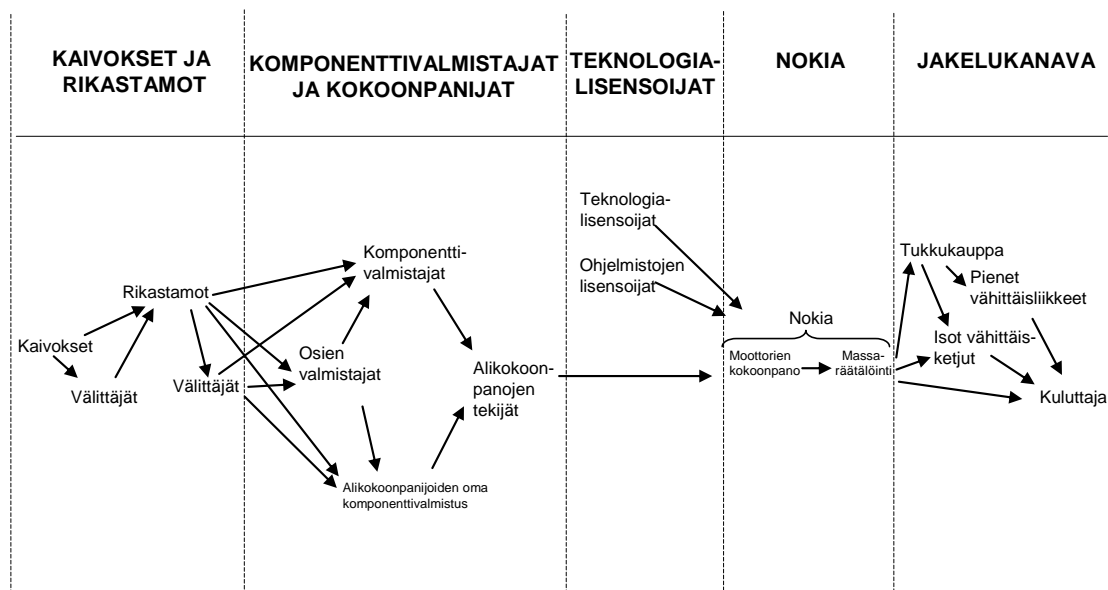 KAIVOKSET JA
RIKASTAMOT
KOMPONENTTIVALMISTAJAT
JA KOKOONPANIJAT
TEKNOLOGIA-
LISENSOIJAT
NOKIA
JAKELUKANAVA
Kaivokset
Välittäjät
Rikastamot
Välittäjät
Komponentti-
valmistajat
Osien
valmistajat
Alikokoonpanijoiden oma
komponenttivalmistus
Alikokoon-
panojen
tekijät
Teknologia-
lisensoijat
Ohjelmistojen
lisensoijat
Nokia
Moottorien
kokoonpano
Massa-
räätälöinti
Tukkukauppa
Pienet
vähittäisliikkeet
Isot vähittäis-
ketjut
Kuluttaja